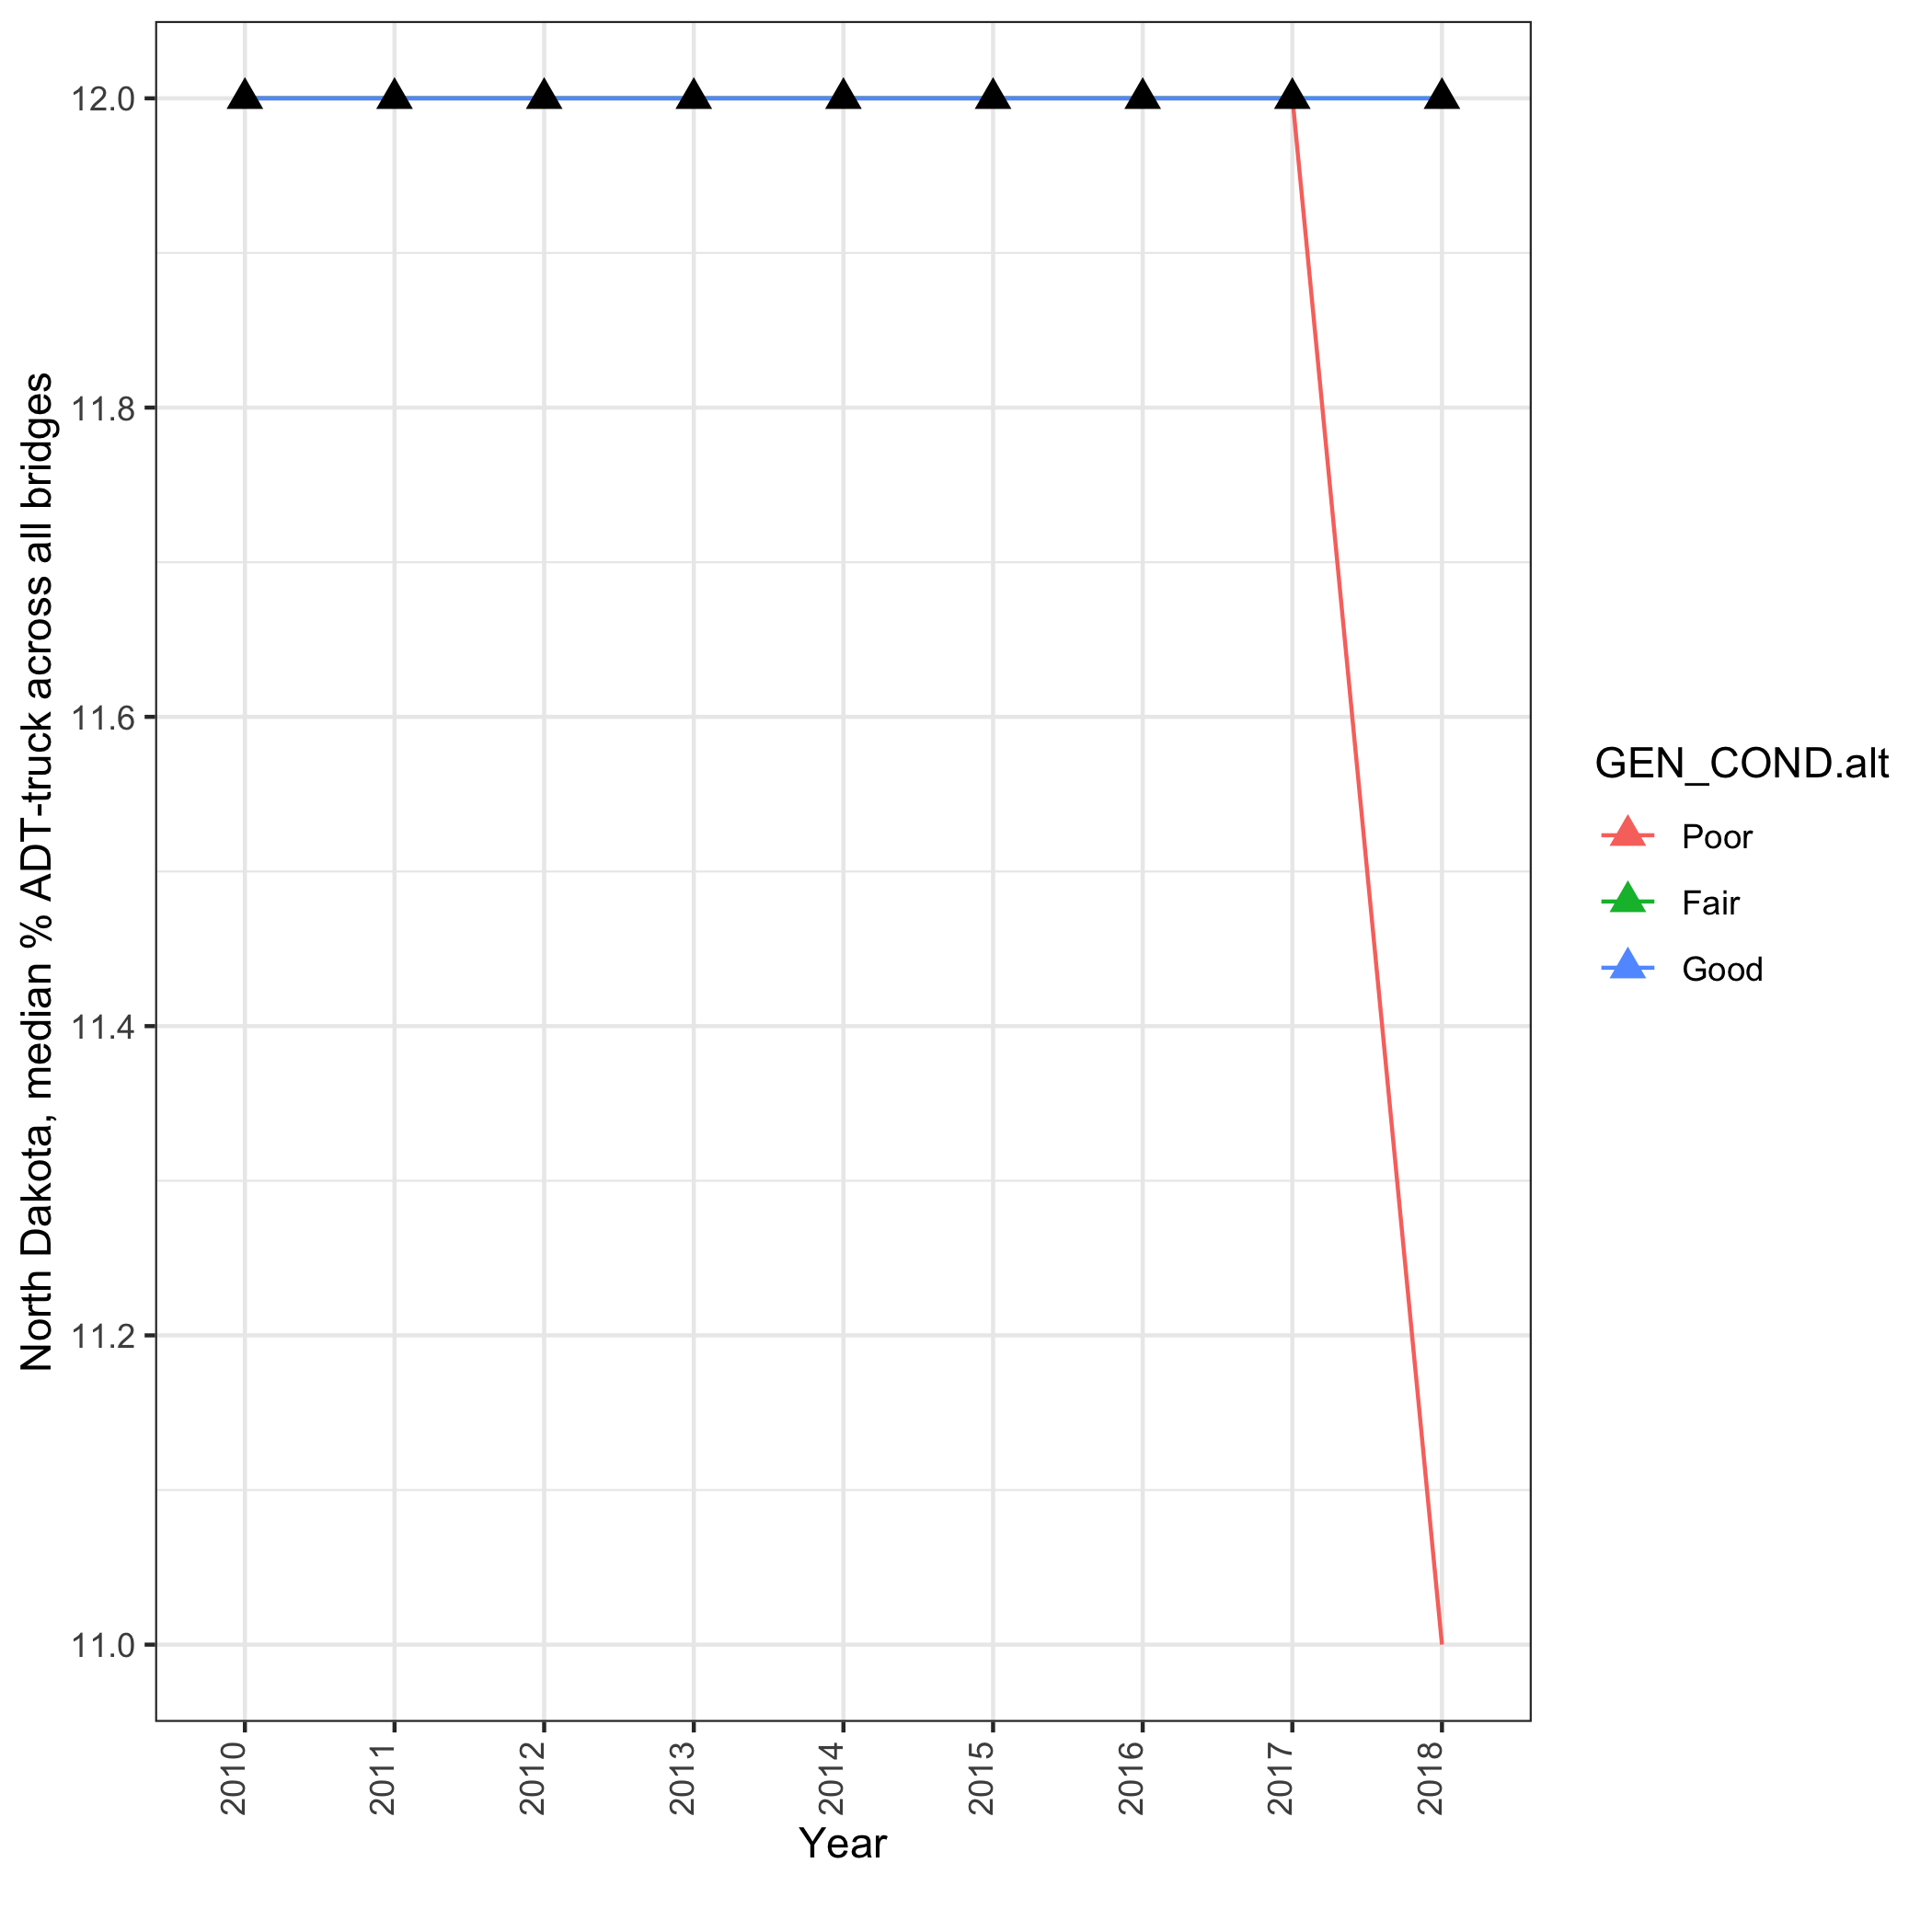 North Dakota, median % ADT-truck across all bridges
12.0
11.8
11.6
11.4
11.2
11.0
2010
2011
2012
2013
2014
2015
2016
2017
2018
Year
GEN_COND.alt
Poor
Fair
Good